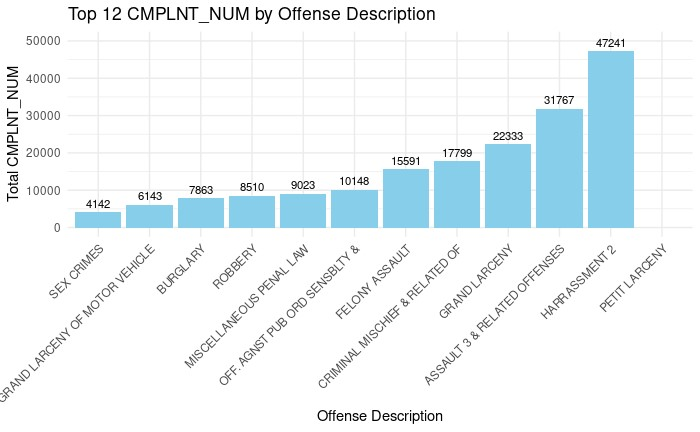 Top 12 CMPLNT_NUM by Offense Description
Total CMPLNT_NUM
50000
40000
30000
20000
10000
0
4142
6143
7863
8510
9023
10148
15591
17799
22333
31767
47241
SEX CRIMES
GRAND LARCENY OF MOTOR VEHICLE
BURGLARY
ROBBERY
MISCELLANEOUS PENAL LAW
OFF. AGNST PUB ORD SENSBLTY &
FELONY ASSAULT
CRIMINAL MISCHIEF & RELATED OF
GRAND LARCENY
ASSAULT 3 & RELATED OFFENSES
HARRASSMENT 2
PETIT LARCENY
Offense Description